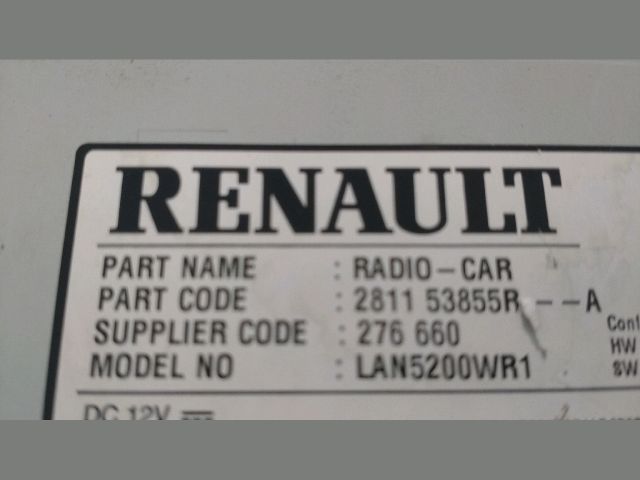 RENAULT
PART NAME : RADIO-CAR
PART CODE : 2811 53855R --A
SUPPLIER CODE : 276 660
MODEL NO : LAN5200WR1
HW
SW
DC 12V